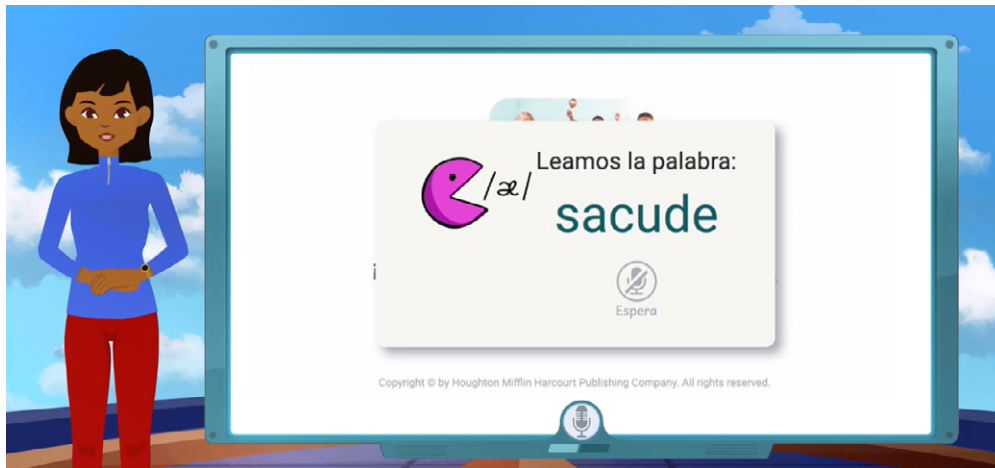 Leamos la palabra:
/æ/
sacude
Espera
Copyright © by Houghton Mifflin Harcourt Publishing Company. All rights reserved.